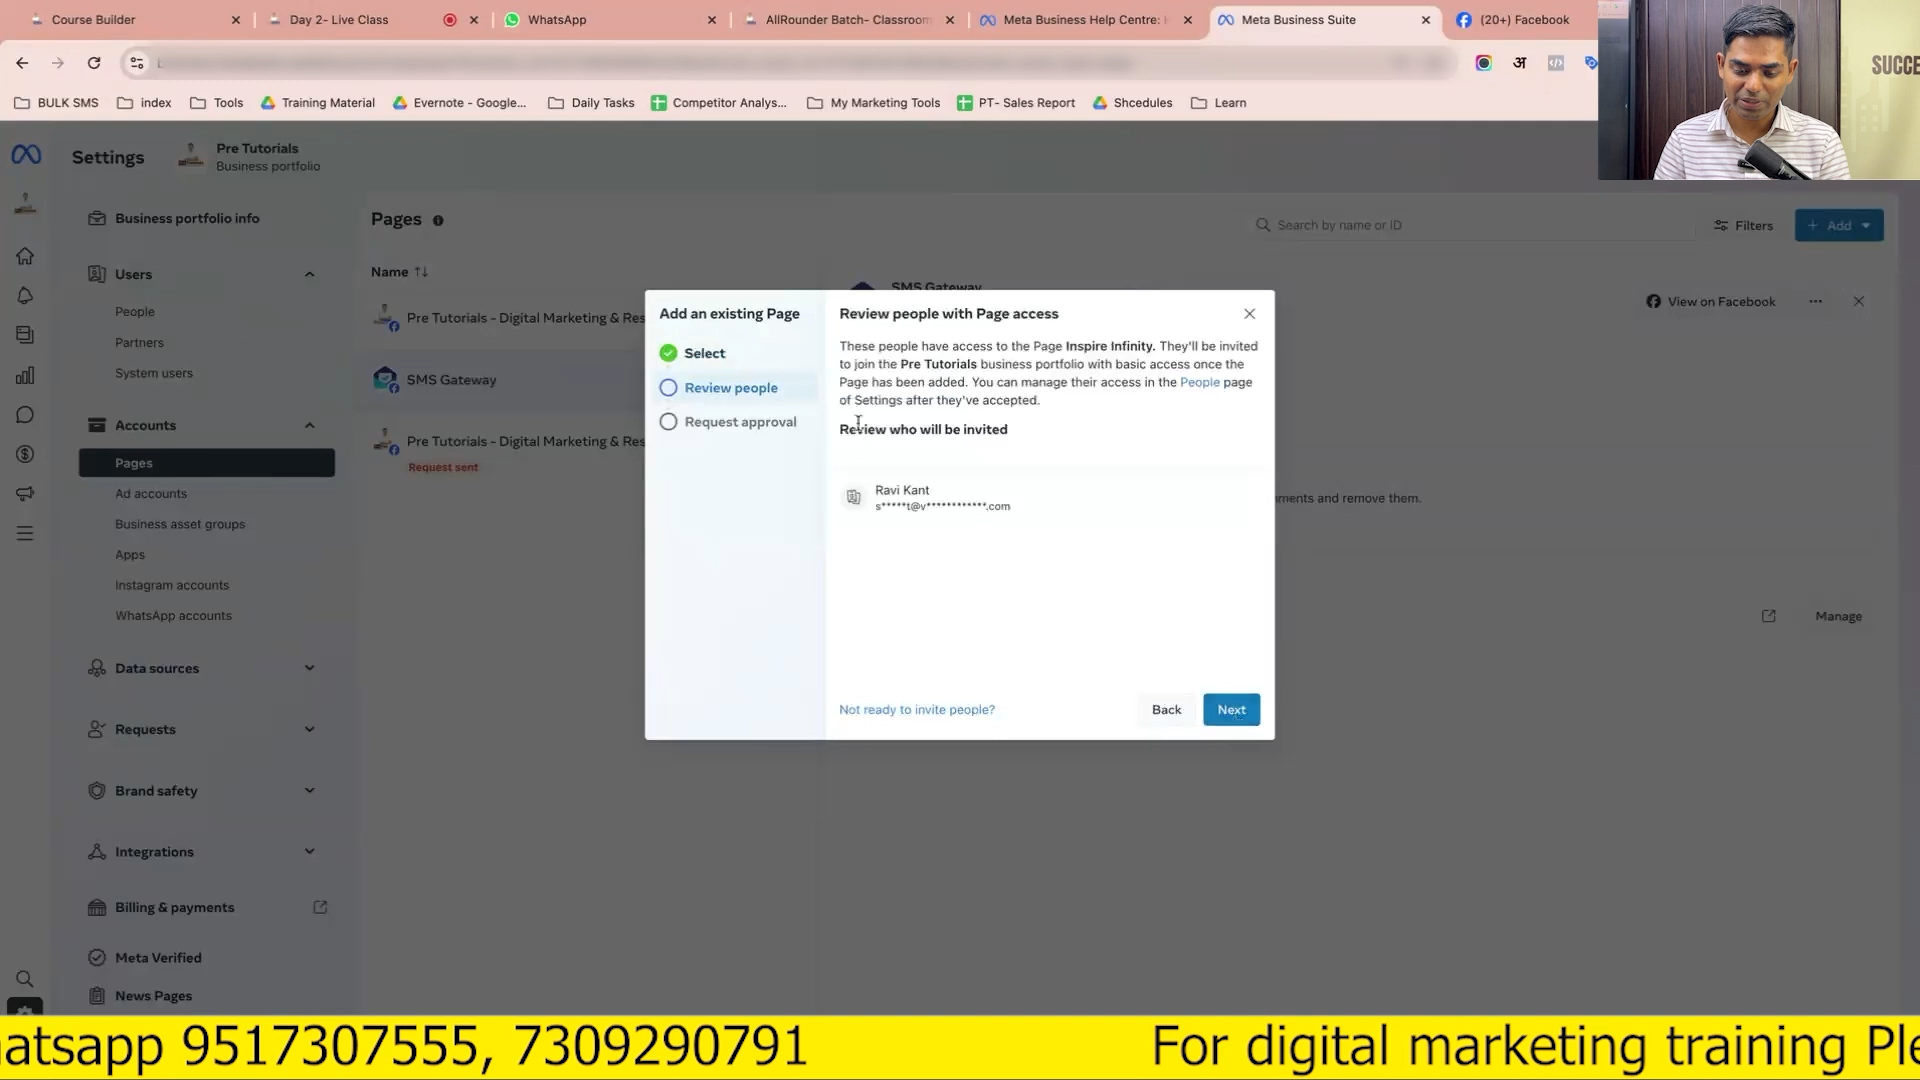 Course Builder
Day 2- Live Class
WhatsApp
AllRounder Batch- Classroom
Meta Business Help Centre:
Meta Business Suite
(20+) Facebook
SUCCE
BULK SMS
index
Tools
Training Material
Evernote - Google...
Daily Tasks
Competitor Analys...
My Marketing Tools
PT- Sales Report
Shcedules
Learn
Settings
Pre Tutorials
Business portfolio
Business portfolio info
Users
People
Partners
System users
Accounts
Pages
Ad accounts
Business asset groups
Apps
Instagram accounts
WhatsApp accounts
Data sources
Requests
Brand safety
Integrations
Billing & payments
Meta Verified
News Pages
Pages
Search by name or ID
Filters
+ Add
Name
Pre Tutorials - Digital Marketing & Res
SMS Gateway
Pre Tutorials - Digital Marketing & Res
Request sent
SMS Gateway
View on Facebook
nments and remove them.
Manage
Add an existing Page
Select
Review people
Request approval
Review people with Page access
These people have access to the Page Inspire Infinity. They'll be invited
to join the Pre Tutorials business portfolio with basic access once the
Page has been added. You can manage their access in the People page
of Settings after they've accepted.
Review who will be invited
Ravi Kant
s*****t@v************.com
Not ready to invite people?
Back
Next
hatsapp 9517307555, 7309290791
For digital marketing training Ple